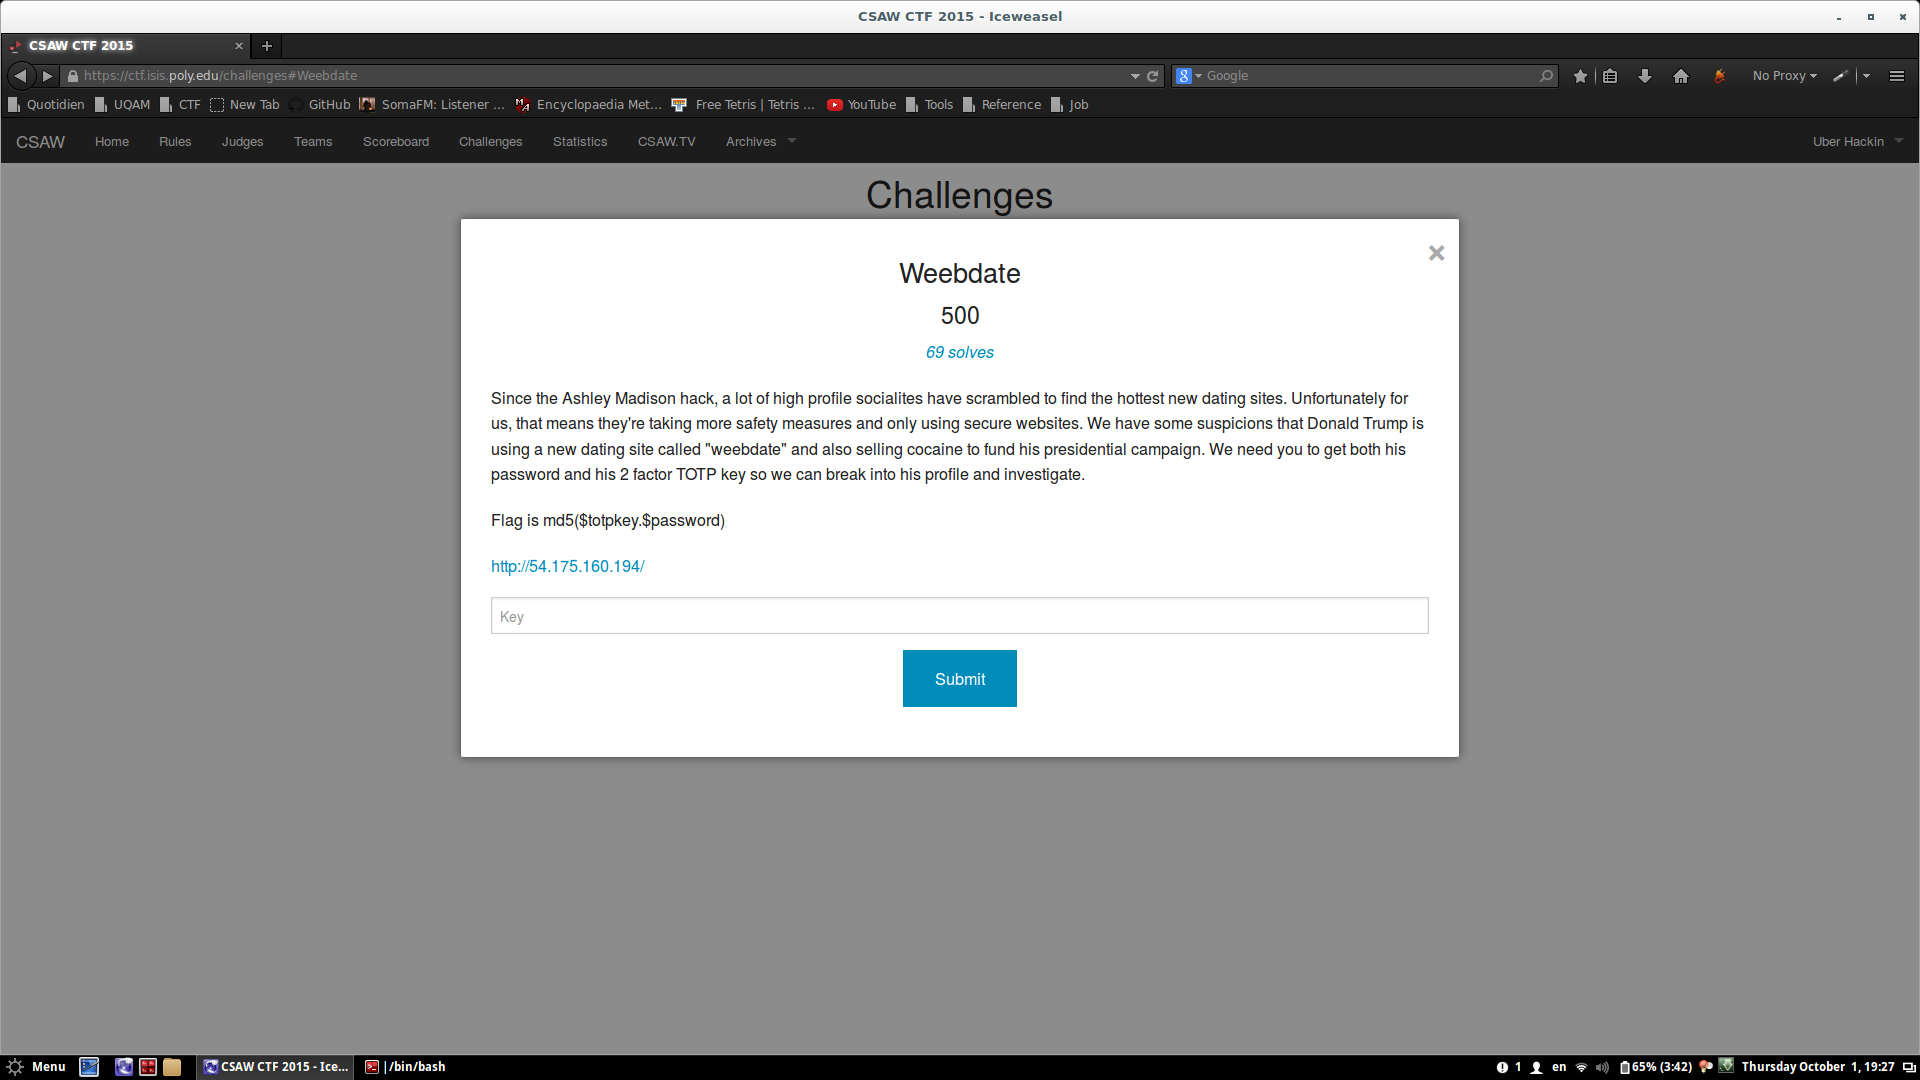 CSAW CTF 2015 - Iceweasel
CSAW CTF 2015
https://ctf.isis.poly.edu/challenges#Weebdate
Google
No Proxy
Quotidien UQAM CTF New Tab GitHub SomaFM: Listener ... Encyclopaedia Met... Free Tetris | Tetris ... YouTube Tools Reference Job
CSAW Home Rules Judges Teams Scoreboard Challenges Statistics CSAW.TV Archives Uber Hackin
Challenges
Weebdate
500
69 solves
Since the Ashley Madison hack, a lot of high profile socialites have scrambled to find the hottest new dating sites. Unfortunately for
us, that means they're taking more safety measures and only using secure websites. We have some suspicions that Donald Trump is
using a new dating site called "weebdate" and also selling cocaine to fund his presidential campaign. We need you to get both his
password and his 2 factor TOTP key so we can break into his profile and investigate.
Flag is md5($totpkey.$password)
http://54.175.160.194/
Key
Submit
Menu CSAW CTF 2015 - Ice... /bin/bash 1 en 65% (3:42) Thursday October 1, 19:27